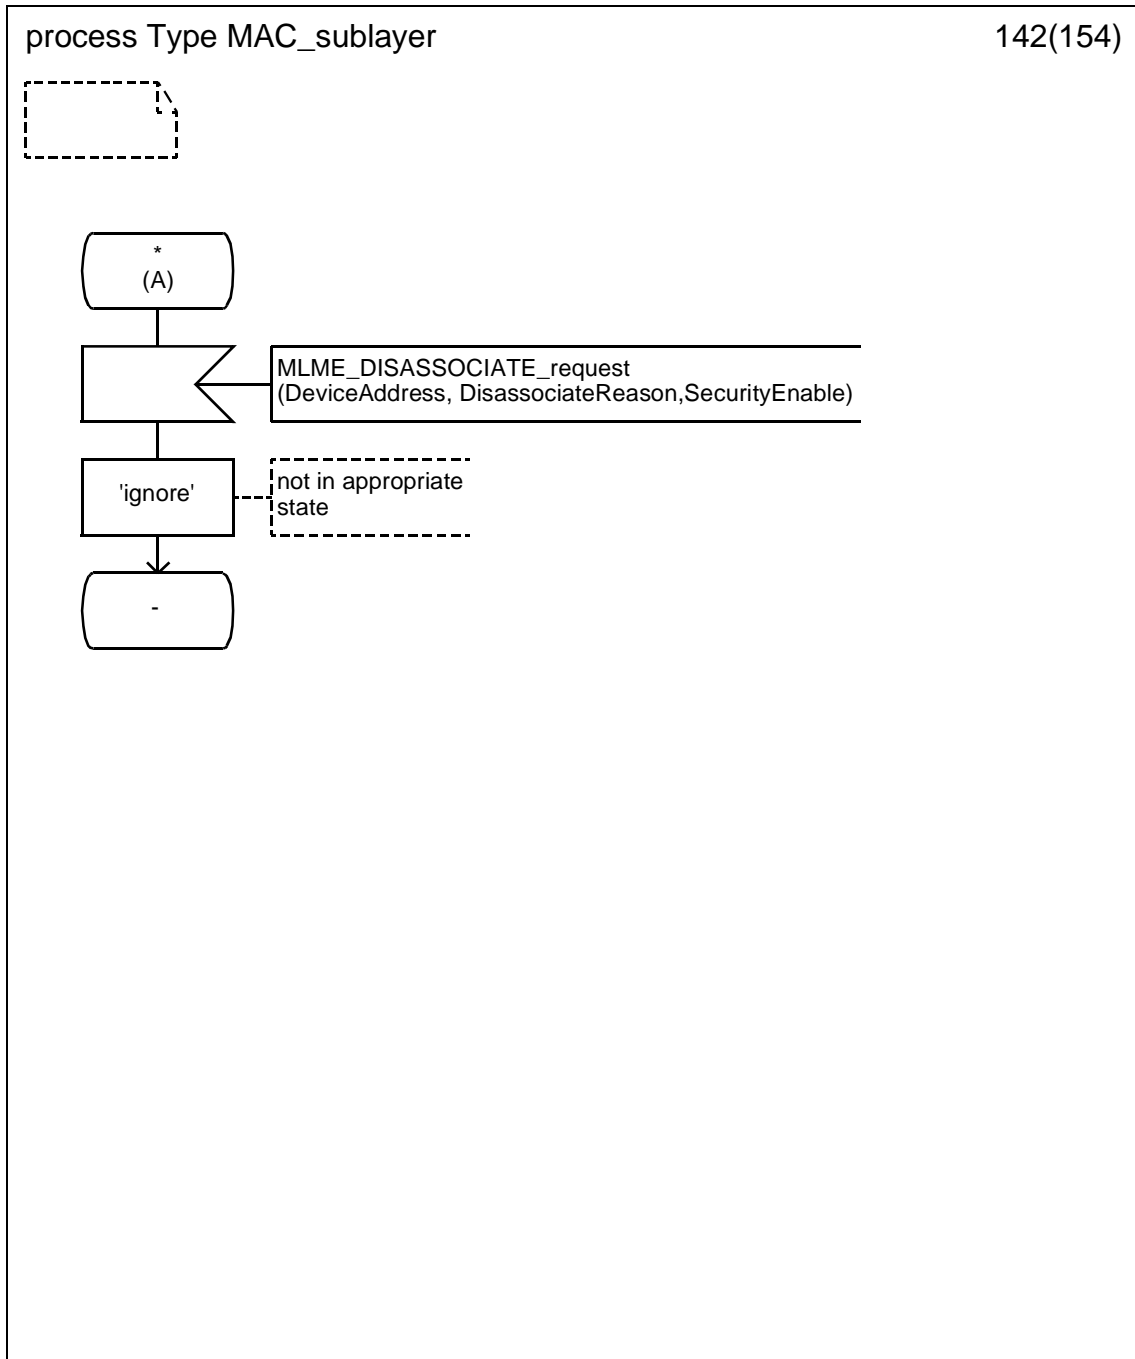 process Type MAC_sublayer
142(154)
*
(A)
MLME_DISASSOCIATE_request
(DeviceAddress, DisassociateReason,SecurityEnable)
'ignore'
not in appropriate
state
-